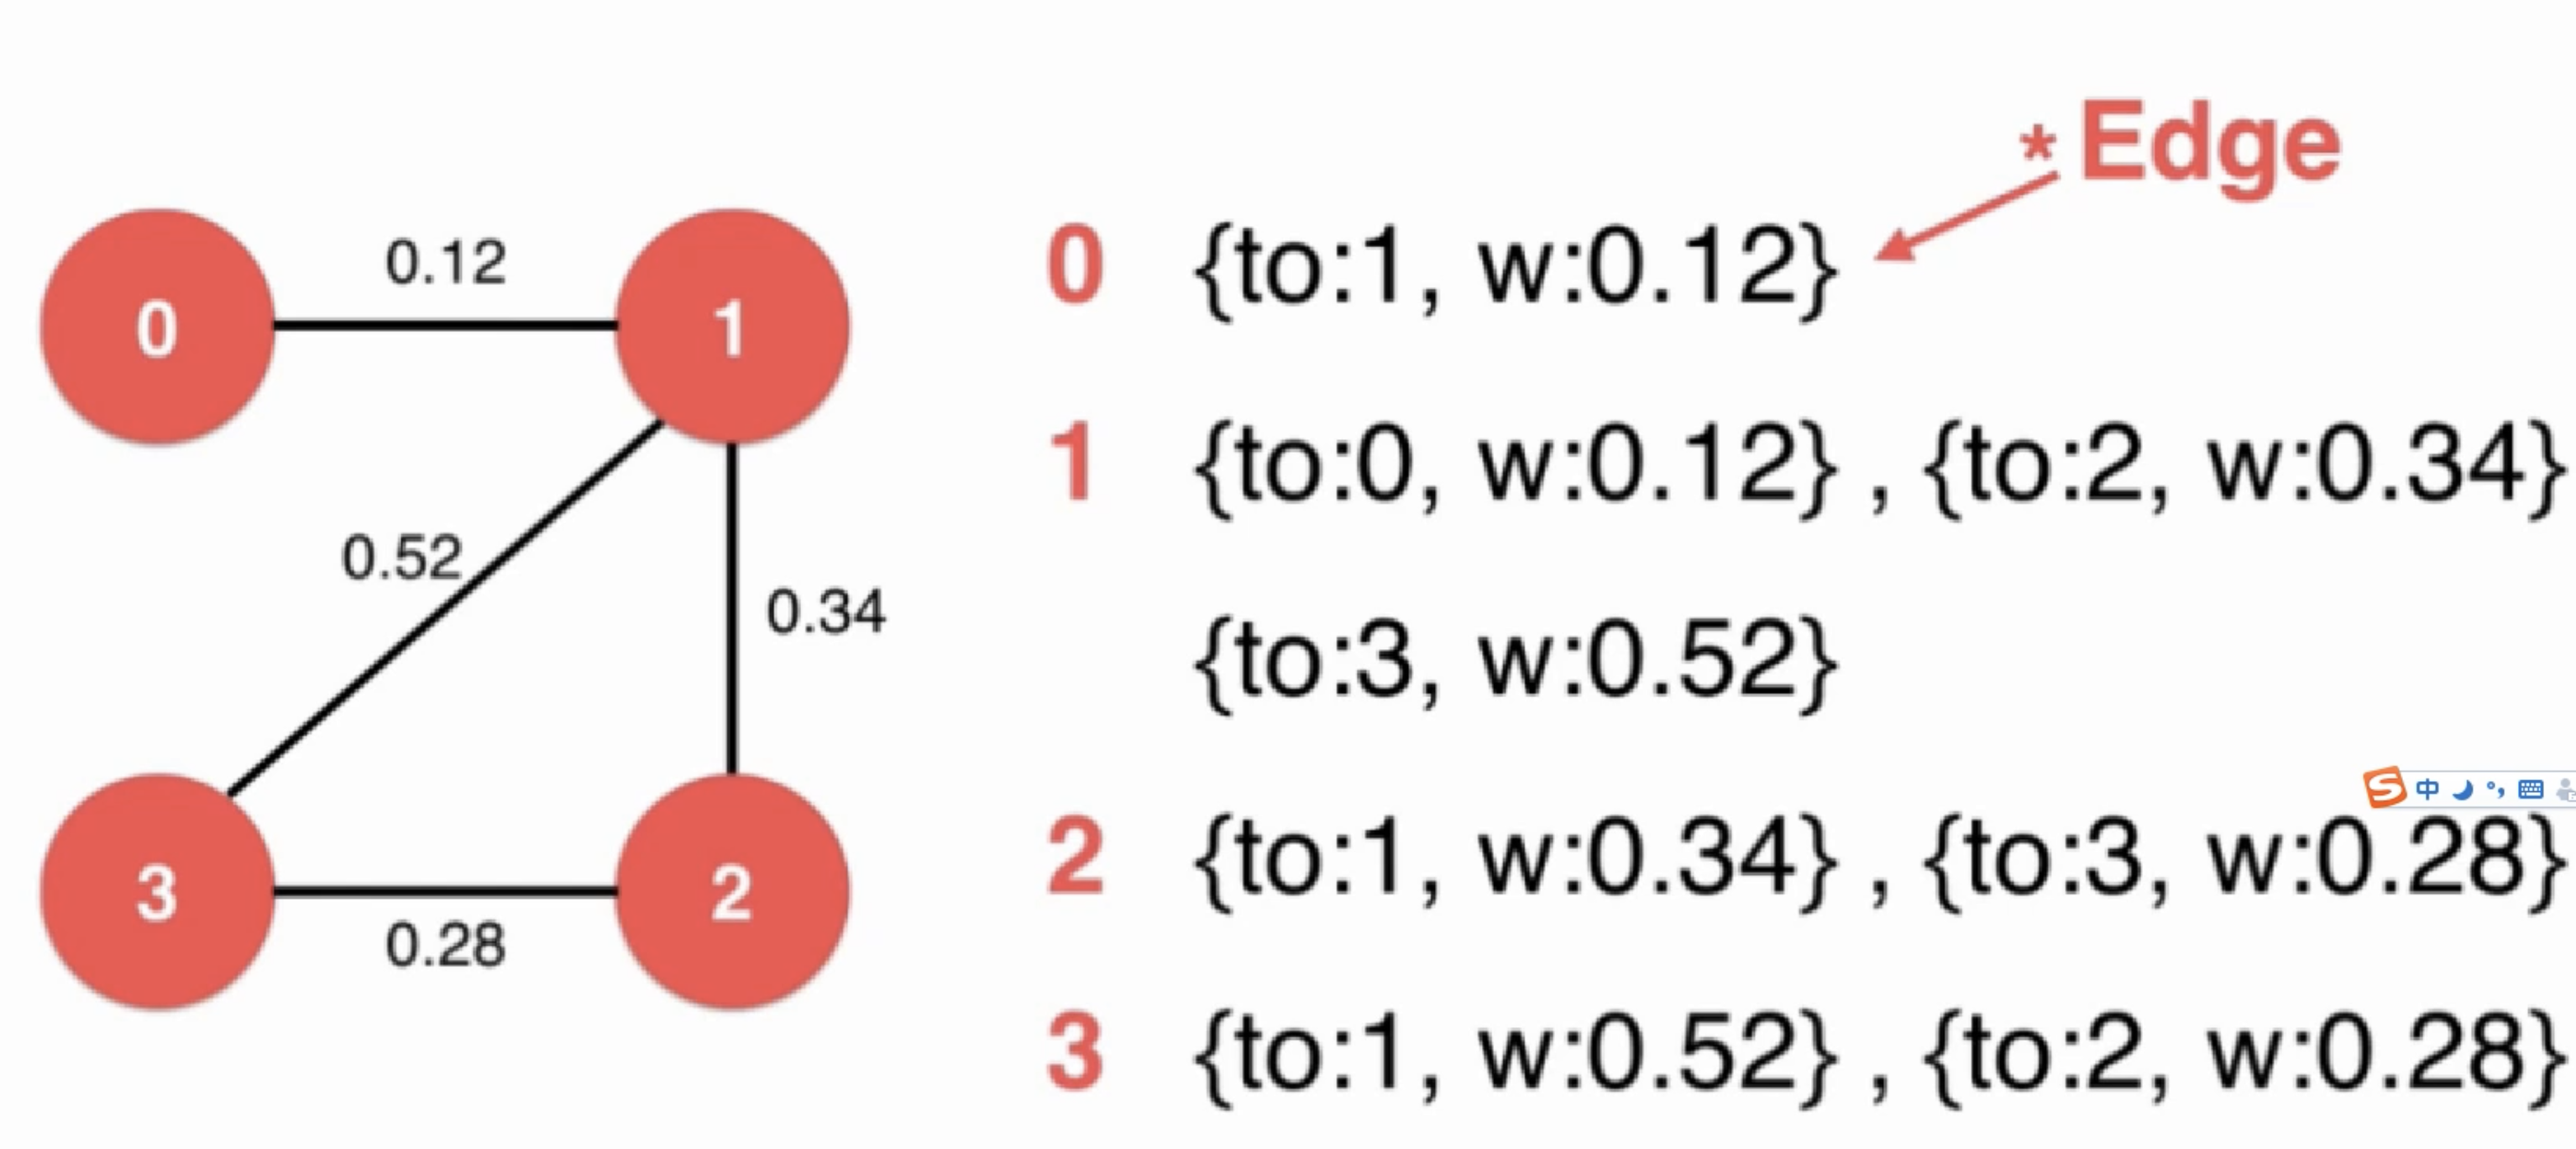 * Edge
0 {to:1, w:0.12}
1 {to:0, w:0.12} , {to:2, w:0.34}
{to:3, w:0.52}
2 {to:1, w:0.34} , {to:3, w:0.28}
3 {to:1, w:0.52} , {to:2, w:0.28}
0
0.12
1
0.52
0.34
3
0.28
2
S 中